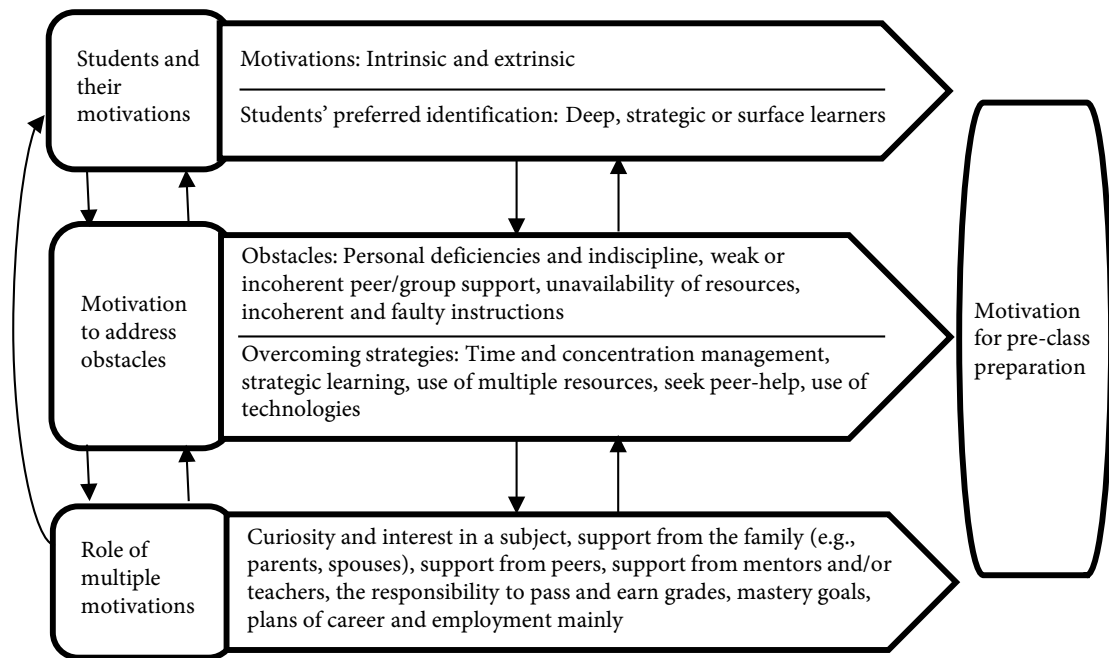 Students and
their
motivations
Motivations: Intrinsic and extrinsic
Students’ preferred identification: Deep, strategic or surface learners
Motivation
to address
obstacles
Obstacles: Personal deficiencies and indiscipline, weak or
incoherent peer/group support, unavailability of resources,
incoherent and faulty instructions
Overcoming strategies: Time and concentration management,
strategic learning, use of multiple resources, seek peer-help, use of
technologies
Role of
multiple
motivations
Curiosity and interest in a subject, support from the family (e.g.,
parents, spouses), support from peers, support from mentors and/or
teachers, the responsibility to pass and earn grades, mastery goals,
plans of career and employment mainly
Motivation
for pre-class
preparation